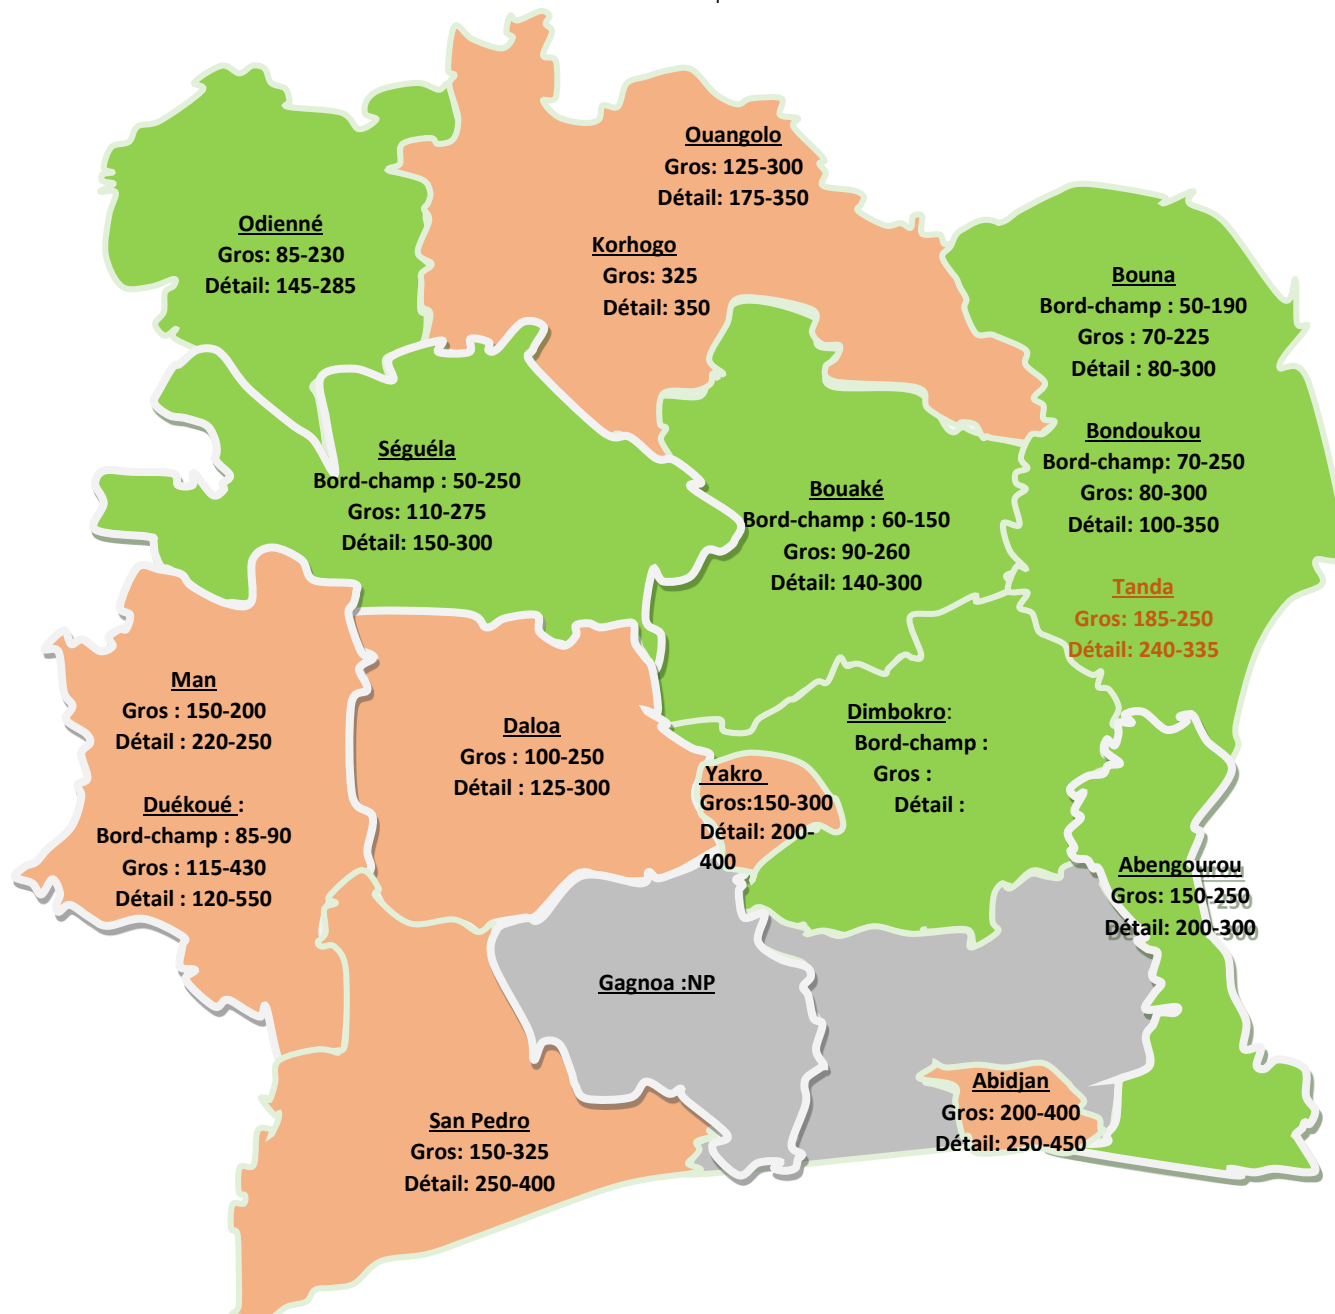 Ouangolo
Gros: 125-300
Détail: 175-350
Odienné
Gros: 85-230
Détail: 145-285
Korhogo
Gros: 325
Détail: 350
Bouna
Bord-champ : 50-190
Gros : 70-225
Détail : 80-300
Séguéla
Bord-champ : 50-250
Gros: 110-275
Détail: 150-300
Bondoukou
Bord-champ: 70-250
Gros: 80-300
Détail: 100-350
Bouaké
Bord-champ : 60-150
Gros: 90-260
Détail: 140-300
Tanda
Gros: 185-250
Détail: 240-335
Man
Gros : 150-200
Détail : 220-250
Daloa
Gros : 100-250
Détail : 125-300
Dimbokro:
Bord-champ :
Gros :
Détail :
Yakro
Gros:150-300
Détail: 200-
400
Duékoué :
Bord-champ : 85-90
Gros : 115-430
Détail : 120-550
Abengourou
Gros: 150-250
Détail: 200-300
Gagnoa :NP
San Pedro
Gros: 150-325
Détail: 250-400
Abidjan
Gros: 200-400
Détail: 250-450